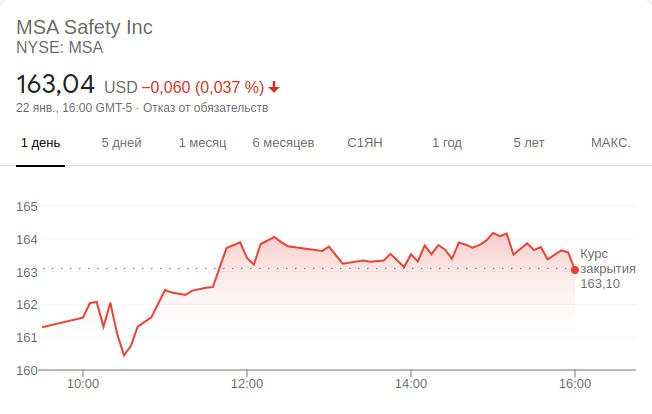 MSA Safety Inc
NYSE: MSA
163,04 USD −0,060 (0,037 %)
22 янв., 16:00 GMT-5 · Отказ от обязательств
1 день 5 дней 1 месяц 6 месяцев С1ЯН 1 год 5 лет МАКС.
165
164
Курс
163 закрытия
163,10
162
161
160
10:00 12:00 14:00 16:00